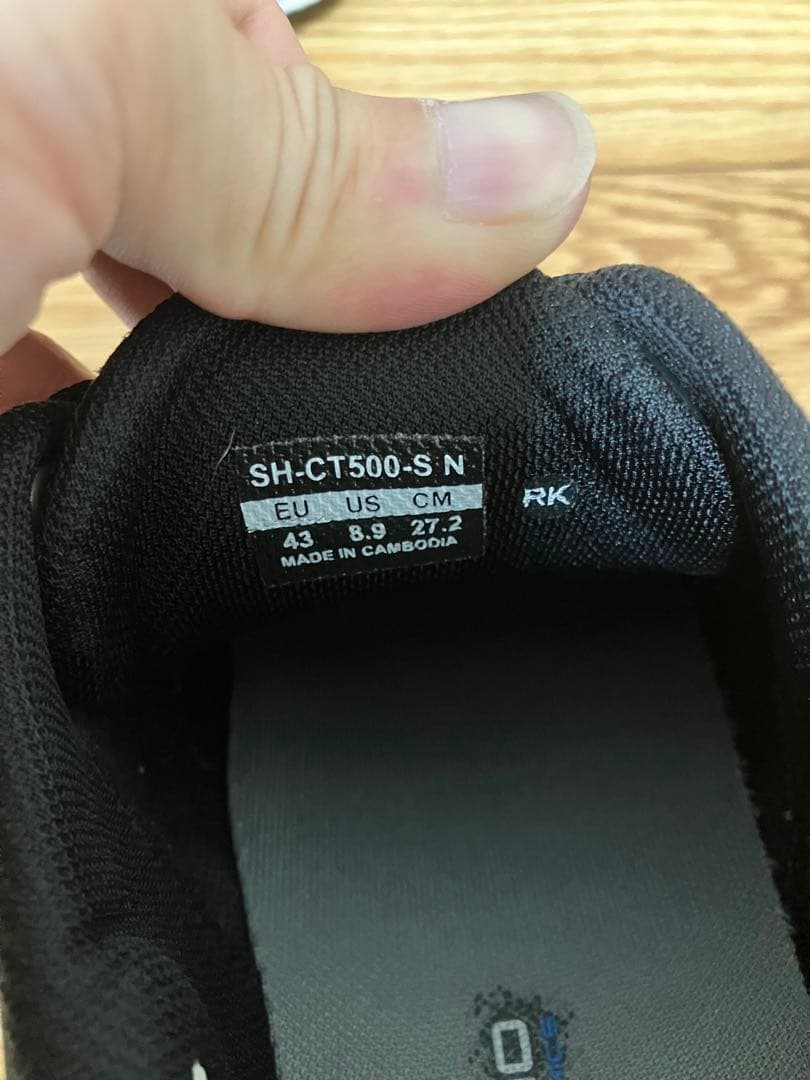 SH-CT500-S N
EU US CM
43 8.9 27.2
MADE IN CAMBODIA
RK